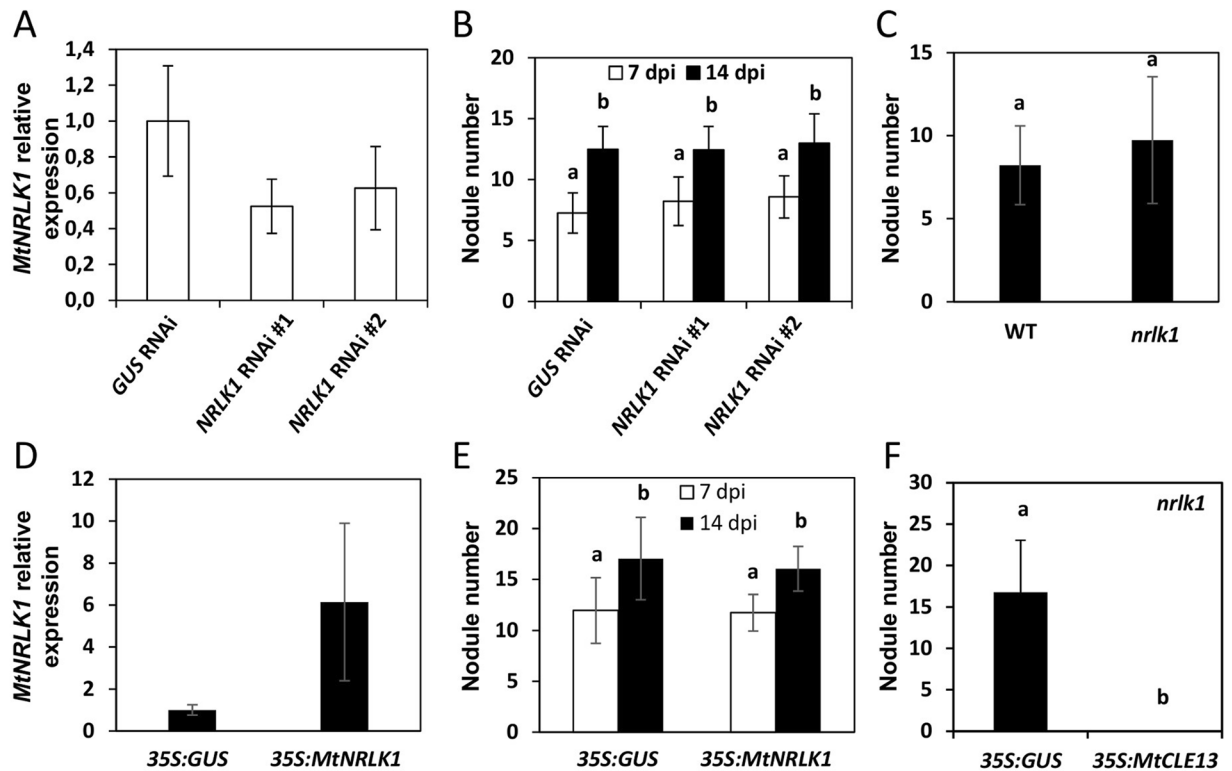 A
MtNRLK1 relative
expression
1,4
1,2
1,0
0,8
0,6
0,4
0,2
0,0
GUS RNAi
NRLK1 RNAi #1
NRLK1 RNAi #2
B
Nodule number
20
15
10
5
0
7 dpi 14 dpi
a
b
a
b
a
b
GUS RNAi
NRLK1 RNAi #1
NRLK1 RNAi #2
C
Nodule number
15
10
5
0
a
a
WT
nrlk1
D
MtNRLK1 relative
expression
12
10
8
6
4
2
0
35S:GUS
35S:MtNRLK1
E
Nodule number
25
20
15
10
5
0
7 dpi
14 dpi
a
b
a
b
35S:GUS
35S:MtNRLK1
F
Nodule number
30
25
20
15
10
5
0
nrlk1
a
b
35S:GUS
35S:MtCLE13